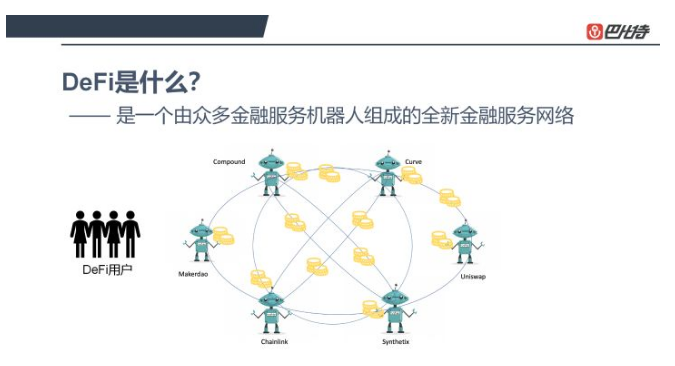 巴比特
DeFi是什么?
—— 是一个由众多金融服务机器人组成的全新金融服务网络
Compound
Curve
DeFi用户
Makerdao
Uniswap
Chainlink
Synthetix